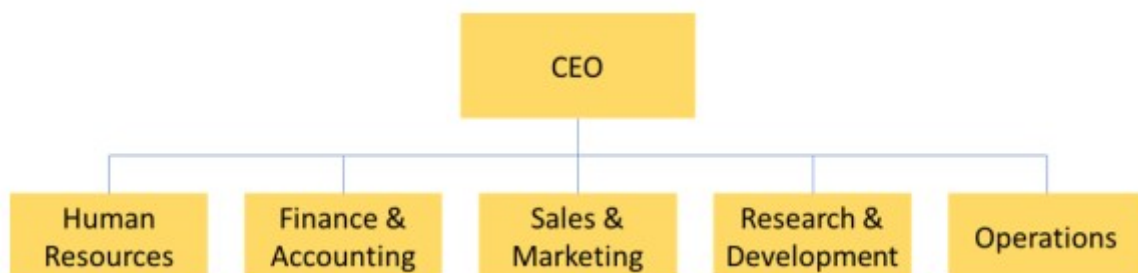 CEO
Human
Resources
Finance &
Accounting
Sales &
Marketing
Research &
Development
Operations